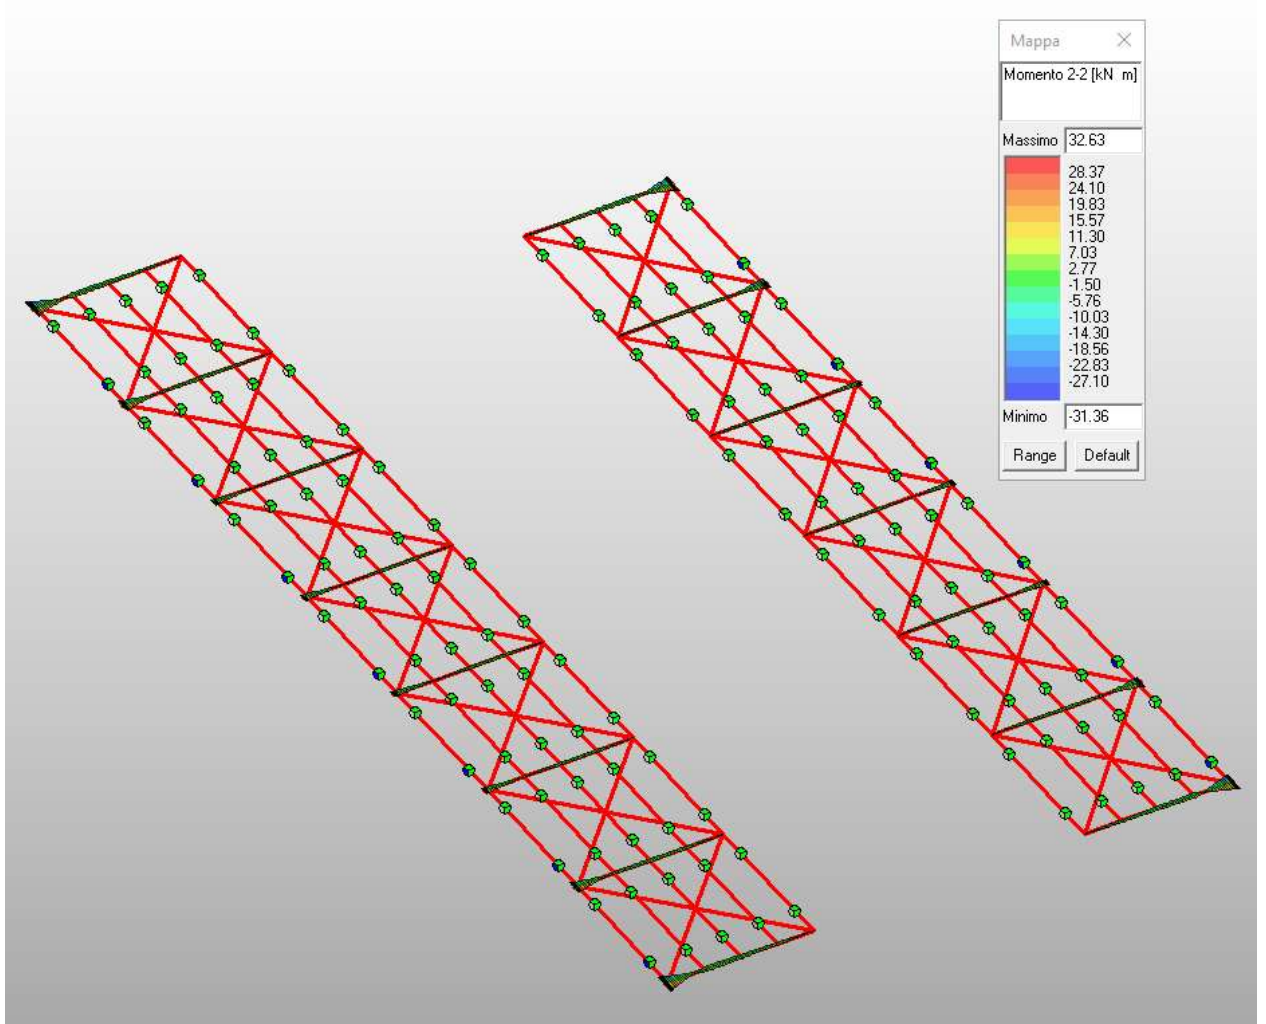 Mappa
Momento 2-2 [kN m]
Massimo 32.63
28.37
24.10
19.83
15.57
11.30
7.03
2.77
-1.50
-5.76
-10.03
-14.30
-18.56
-22.83
-27.10
Minimo -31.36
Range Default